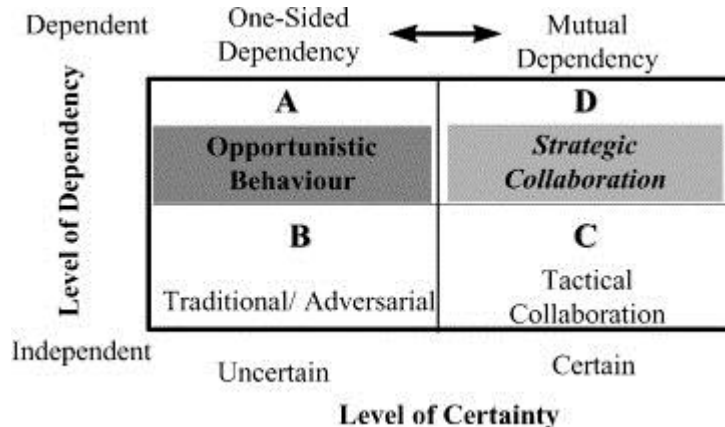 Dependent
One-Sided
Dependency
Mutual
Dependency
Level of Dependency
A
D
Opportunistic
Behaviour
Strategic
Collaboration
B
C
Traditional/ Adversarial
Tactical
Collaboration
Independent
Uncertain
Certain
Level of Certainty